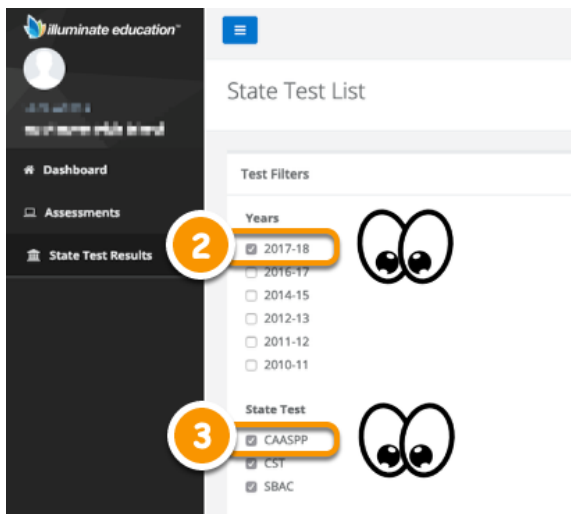 illuminate education™
State Test List
Dashboard
Assessments
State Test Results
Test Filters
Years
2
2017-18
2016-17
2014-15
2012-13
2011-12
2010-11
State Test
3
CAASPP
CST
SBAC